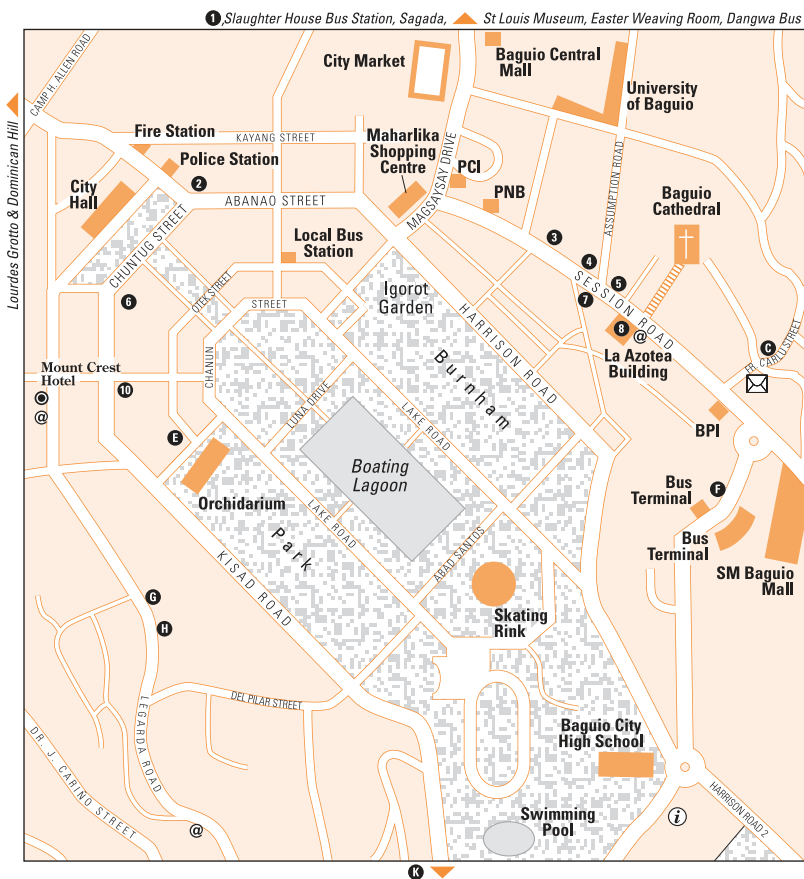 1 ,Slaughter House Bus Station, Sagada,
St Louis Museum, Easter Weaving Room, Dangwa Bus
Lourdes Grotto & Dominican Hill
CAMP H. ALLEN ROAD
City Market
Baguio Central
Mall
University
of Baguio
Fire Station
KAYANG STREET
Police Station
Maharlika
Shopping
Centre
MAGSAYSAY DRIVE
PCI
PNB
ASSUMPTION ROAD
Baguio
Cathedral
City
Hall
2
ABANAO STREET
CHUNTUG STREET
Local Bus
Station
3
4
5
SESSION ROAD
6
OTEK STREET
STREET
CHANUN
Igorot
Garden
HARRISON ROAD
7
8
@
La Azotea
Building
C
FR. CARLU STREET
Mount Crest
Hotel
@
10
LUNA DRIVE
LAKE ROAD
Burnham
BPI
E
Orchidarium
Boating
Lagoon
Bus
Terminal
F
Bus
Terminal
SM Baguio
Mall
LAKE ROAD
Park
ABAD SANTOS
KISAD ROAD
Skating
Rink
G
H
DEL PILAR STREET
LEGARDA ROAD
DR. J. CARINO STREET
@
Baguio City
High School
Swimming
Pool
i
HARRISON ROAD 2
K